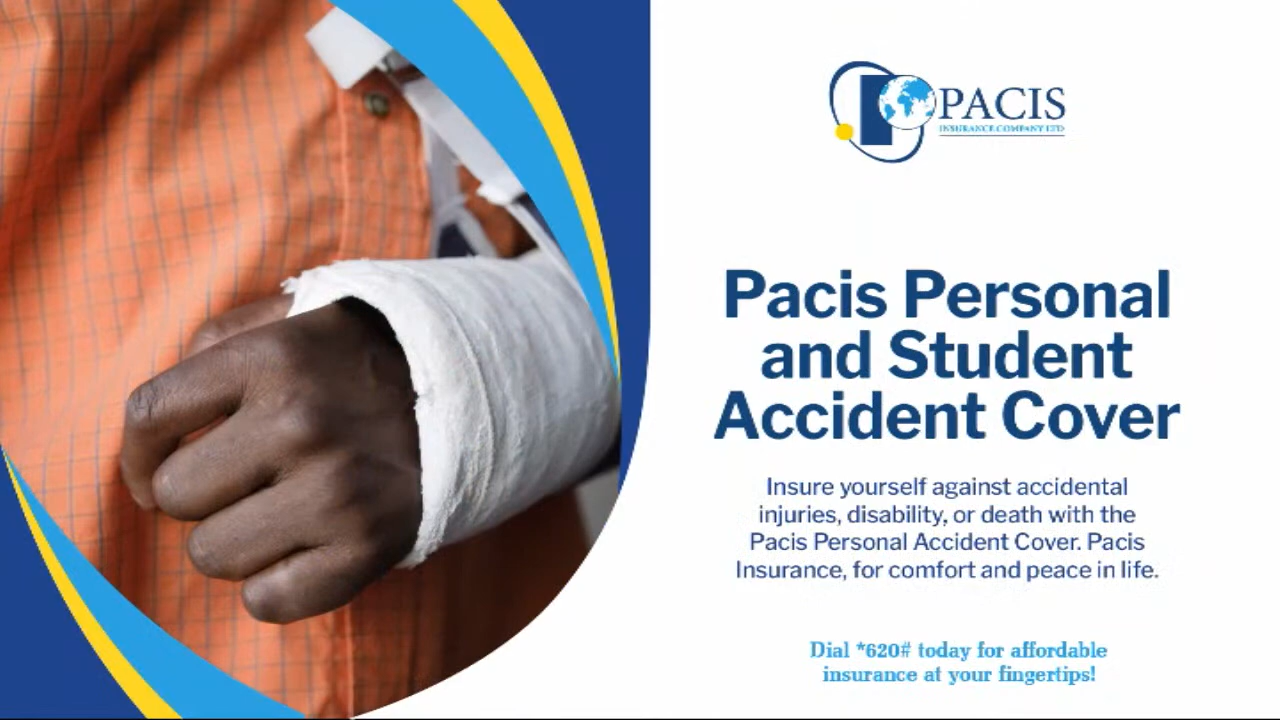 PACIS
INSURANCE COMPANY LTD
Pacis Personal
and Student
Accident Cover
Insure yourself against accidental
injuries, disability, or death with the
Pacis Personal Accident Cover. Pacis
Insurance, for comfort and peace in life.
Dial *620# today for affordable
insurance at your fingertips!